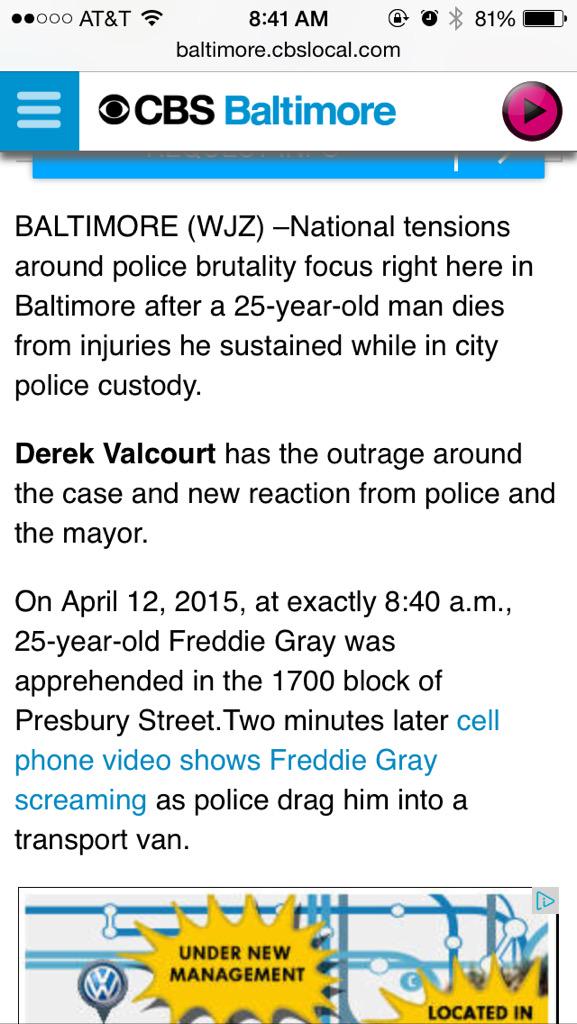 AT&T 8:41 AM 81%
baltimore.cbslocal.com
CBS Baltimore
BALTIMORE (WJZ) –National tensions
around police brutality focus right here in
Baltimore after a 25-year-old man dies
from injuries he sustained while in city
police custody.
Derek Valcourt has the outrage around
the case and new reaction from police and
the mayor.
On April 12, 2015, at exactly 8:40 a.m.,
25-year-old Freddie Gray was
apprehended in the 1700 block of
Presbury Street.Two minutes later cell
phone video shows Freddie Gray
screaming as police drag him into a
transport van.
UNDER NEW
MANAGEMENT
LOCATED IN